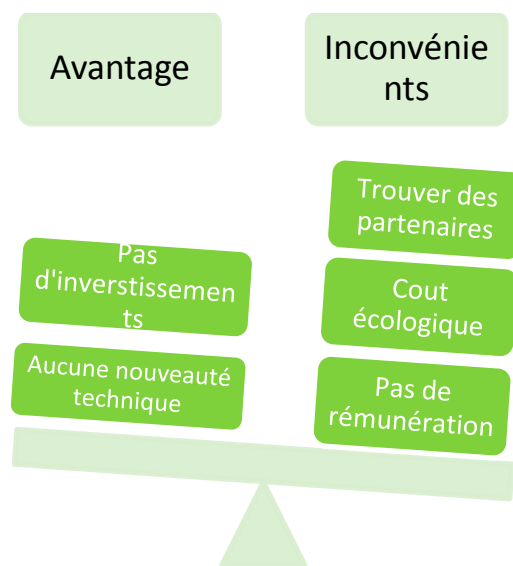 Avantage
Inconvénie
nts
Pas
d'inverstissemen
ts
Aucune nouveauté
technique
Trouver des
partenaires
Cout
écologique
Pas de
rémunération